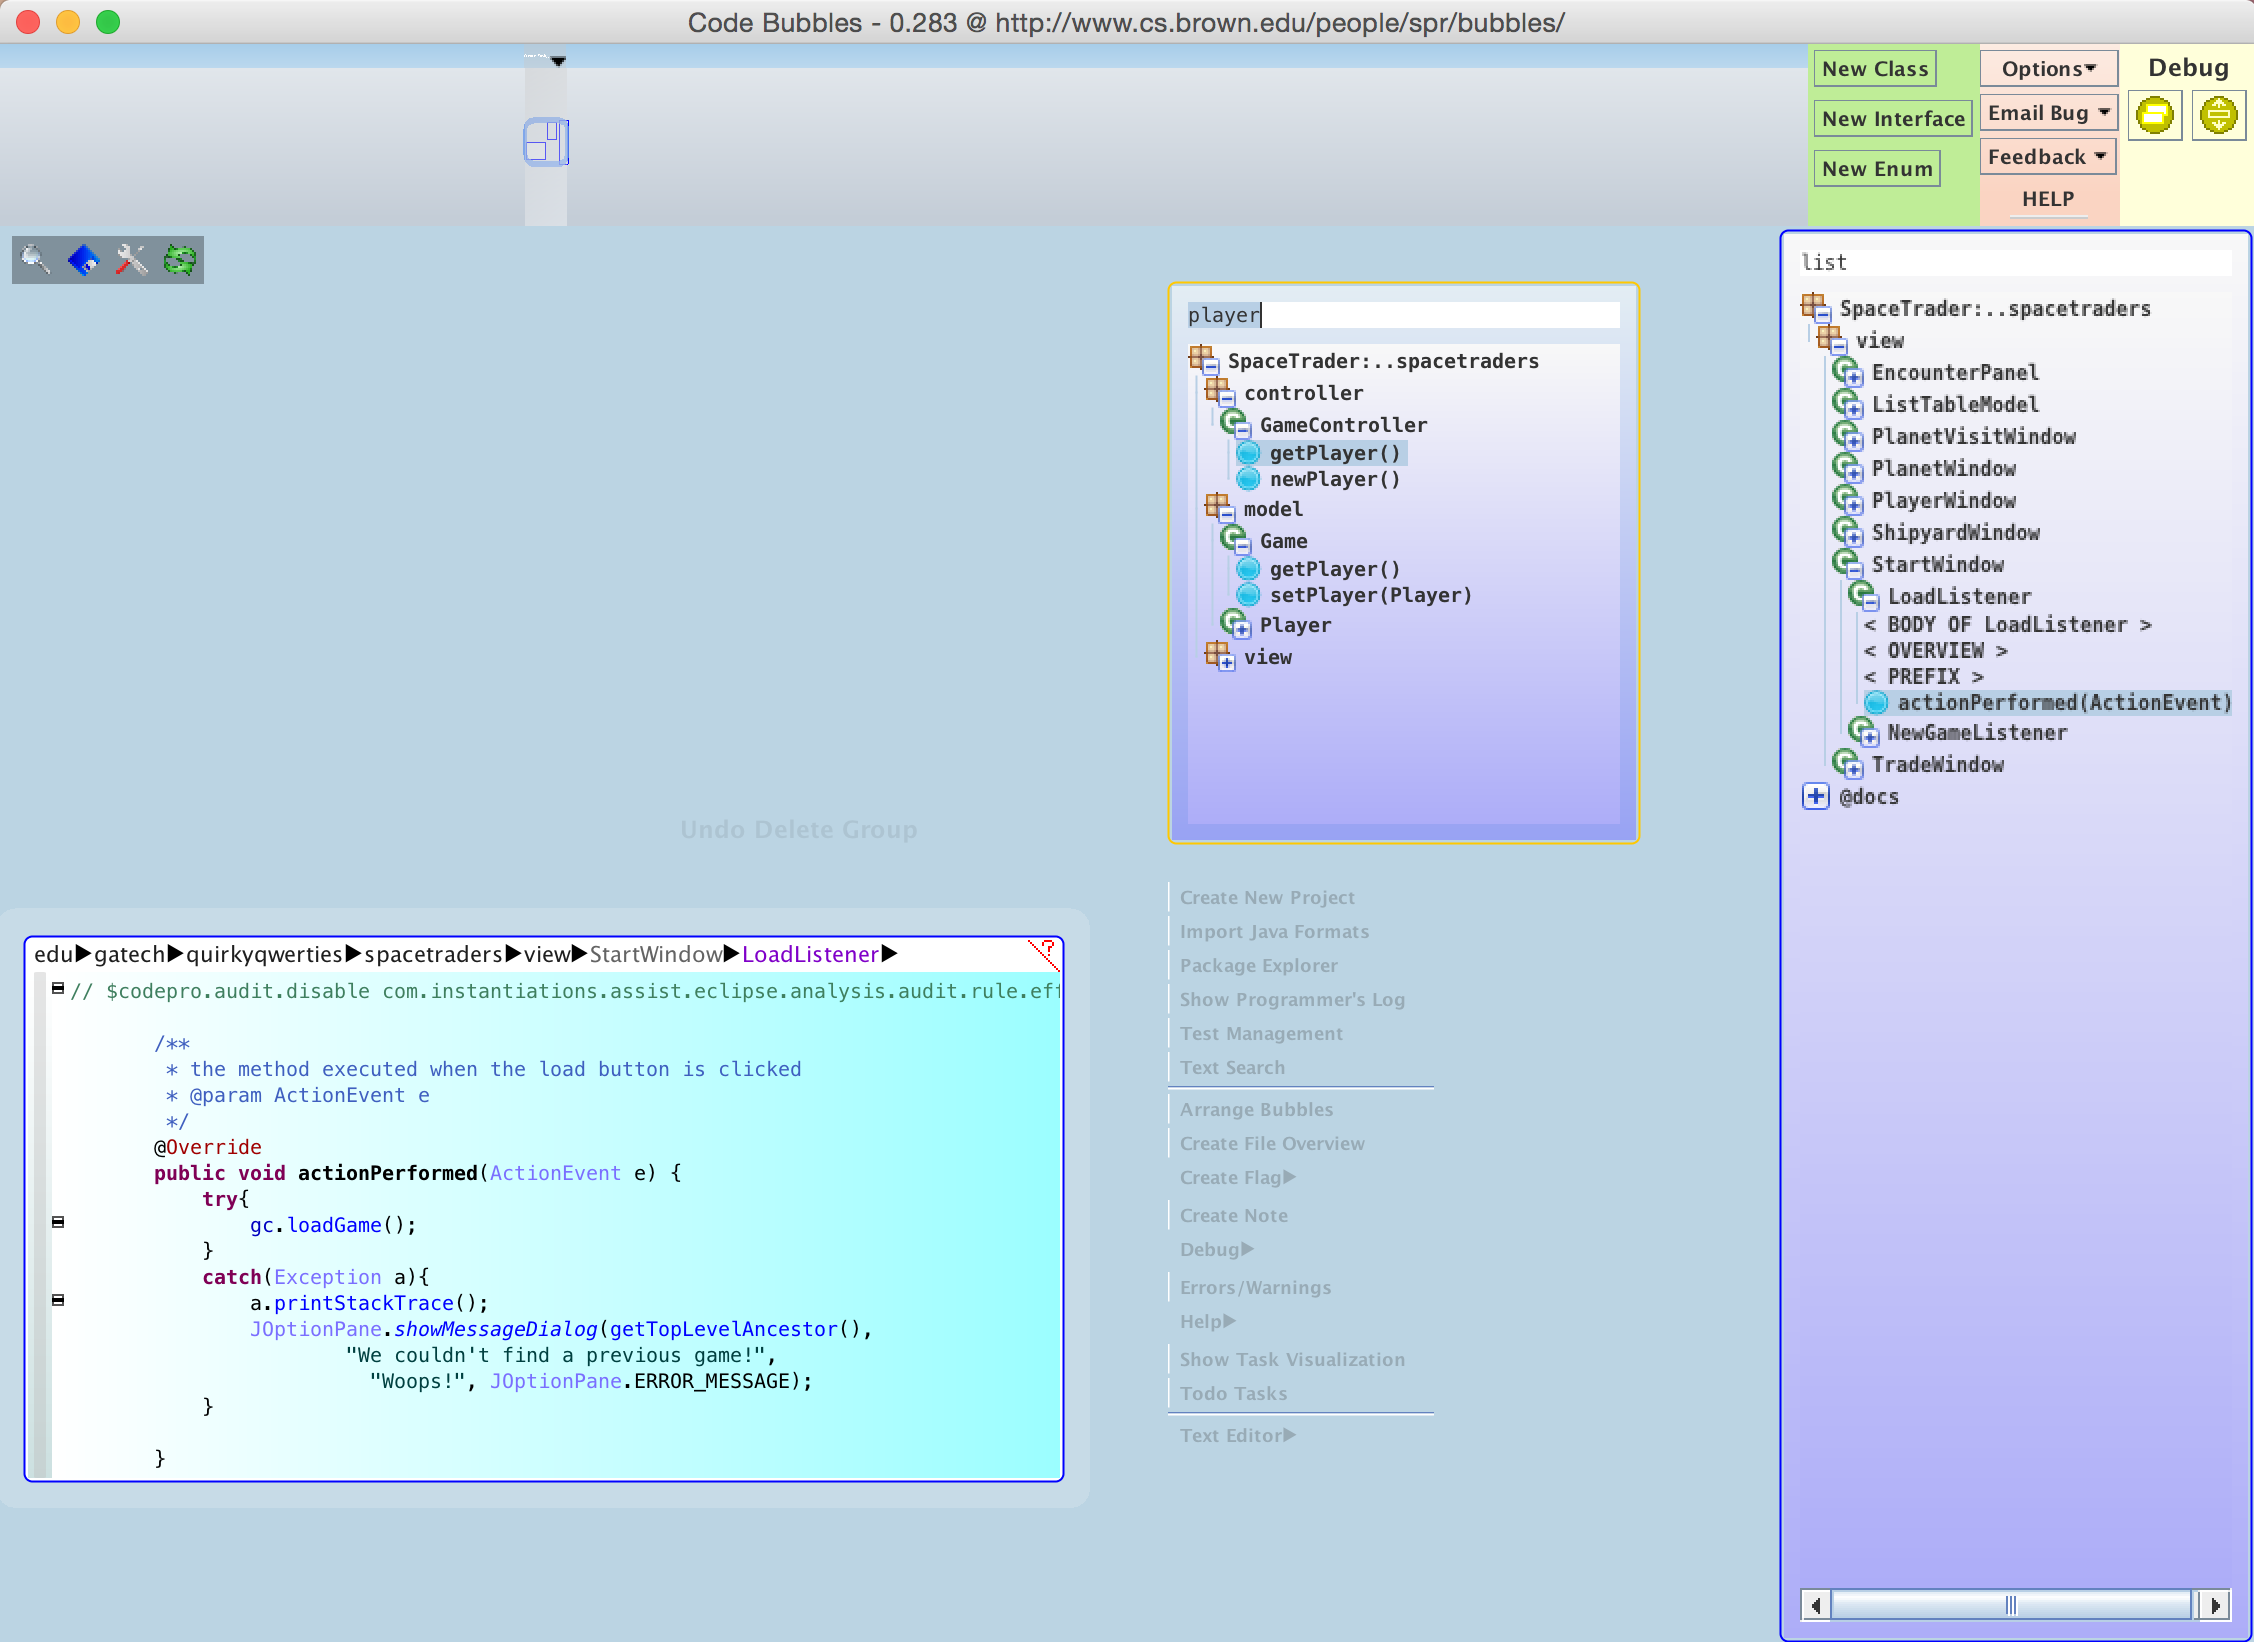 Code Bubbles - 0.283 @ http://www.cs.brown.edu/people/spr/bubbles/
New Class
New Interface
New Enum
Options
Email Bug
Feedback
HELP
Debug
list
SpaceTrader:..spacetraders
view
EncounterPanel
ListTableModel
PlanetVisitWindow
PlanetWindow
PlayerWindow
ShipyardWindow
StartWindow
LoadListener
< BODY OF LoadListener >
< OVERVIEW >
< PREFIX >
actionPerformed(ActionEvent)
NewGameListener
TradeWindow
@docs
player
SpaceTrader:..spacetraders
controller
GameController
getPlayer()
newPlayer()
model
Game
getPlayer()
setPlayer(Player)
Player
view
Undo Delete Group
Create New Project
Import Java Formats
Package Explorer
Show Programmer's Log
Test Management
Text Search
Arrange Bubbles
Create File Overview
Create Flag▶
Create Note
Debug▶
Errors/Warnings
Help▶
Show Task Visualization
Todo Tasks
Text Editor▶
edu▶gatech▶quirkyqwerties▶spacetraders▶view▶StartWindow▶LoadListener▶
// $codepro.audit.disable com.instantiations.assist.eclipse.analysis.audit.rule.ef
/**
* the method executed when the load button is clicked
* @param ActionEvent e
*/
@Override
public void actionPerformed(ActionEvent e) {
try{
gc.loadGame();
}
catch(Exception a){
a.printStackTrace();
JOptionPane.showMessageDialog(getTopLevelAncestor(),
"We couldn't find a previous game!",
"Woops!", JOptionPane.ERROR_MESSAGE);
}
}